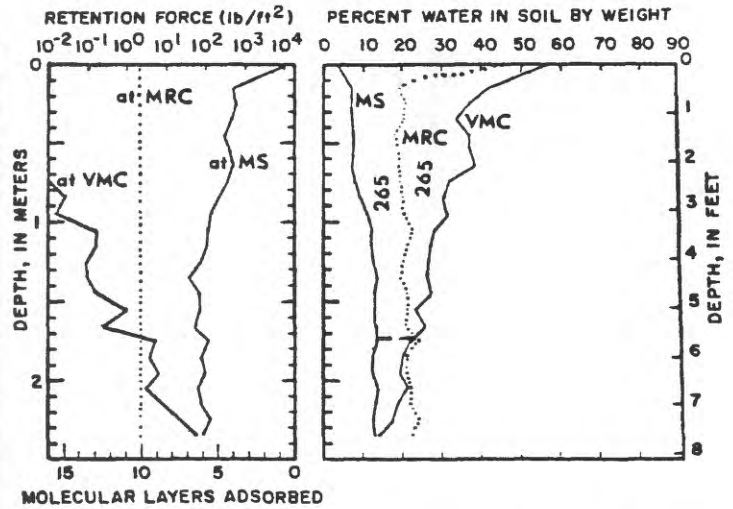 RETENTION FORCE (lb/ft²)
10⁻² 10⁻¹ 10⁰ 10¹ 10² 10³ 10⁴
0
1
2
DEPTH, IN METERS
at MRC
at MS
at VMC
15 10 5 0
MOLECULAR LAYERS ADSORBED
PERCENT WATER IN SOIL BY WEIGHT
0 10 20 30 40 50 60 70 80 90
MS
MRC
VMC
265
265
0
1
2
3
4
5
6
7
8
DEPTH, IN FEET